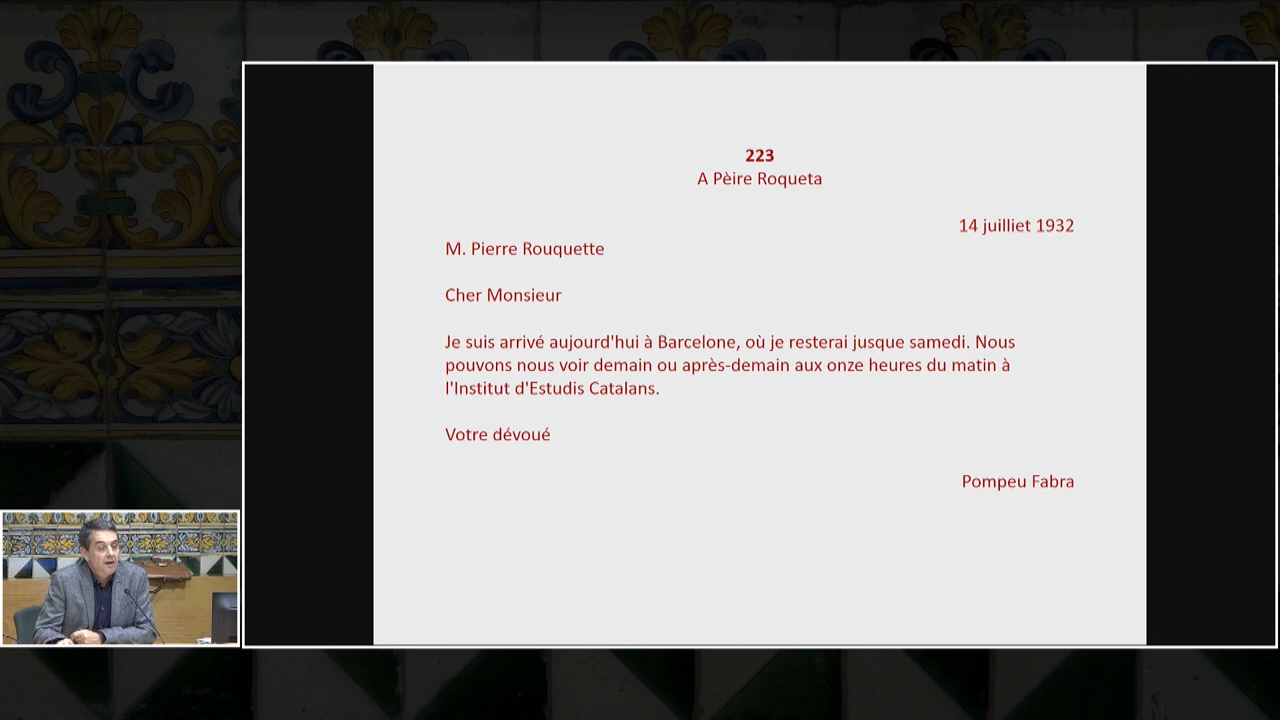 223
A Pèire Roqueta
14 juilliet 1932
M. Pierre Rouquette
Cher Monsieur
Je suis arrivé aujourd'hui à Barcelone, où je resterai jusque samedi. Nous
pouvons nous voir demain ou après-demain aux onze heures du matin à
l'Institut d'Estudis Catalans.
Votre dévoué
Pompeu Fabra